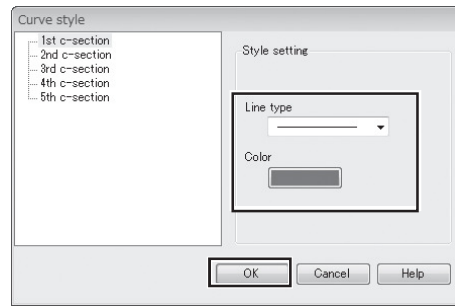 Curve style
1st c-section
2nd c-section
3rd c-section
4th c-section
5th c-section
Style setting
Line type
Color
OK Cancel Help